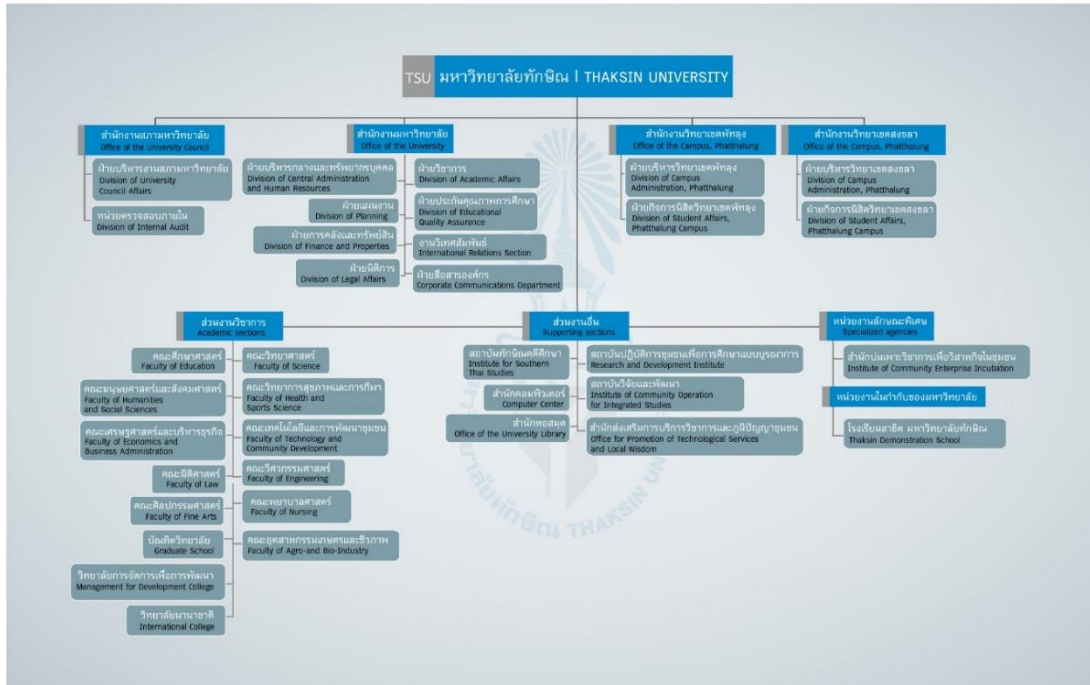 TSU มหาวิทยาลัยทักษิณ | THAKSIN UNIVERSITY
สำนักงานสภามหาวิทยาลัย
Office of the University Council
ฝ่ายบริหารงานสภามหาวิทยาลัย
Division of University
Council Affairs
หน่วยตรวจสอบภายใน
Division of Internal Audit
สำนักงานมหาวิทยาลัย
Office of the University
ฝ่ายบริหารกลางและทรัพยากรบุคคล
Division of Central Administration
and Human Resources
ฝ่ายแผนงาน
Division of Planning
ฝ่ายการคลังและทรัพย์สิน
Division of Finance and Properties
ฝ่ายนิติการ
Division of Legal Affairs
ฝ่ายวิชาการ
Division of Academic Affairs
ฝ่ายประกันคุณภาพการศึกษา
Division of Educational
Quality Assurance
งานวิเทศสัมพันธ์
International Relations Section
ฝ่ายสื่อสารองค์กร
Corporate Communications Department
สำนักงานวิทยาเขตพัทลุง
Office of the Campus, Phatthalung
ฝ่ายบริหารวิทยาเขตพัทลุง
Division of Campus
Administration, Phatthalung
ฝ่ายกิจการนิสิตวิทยาเขตพัทลุง
Division of Student Affairs,
Phatthalung Campus
สำนักงานวิทยาเขตสงขลา
Office of the Campus, Phatthalung
ฝ่ายบริหารวิทยาเขตสงขลา
Division of Campus
Administration, Phatthalung
ฝ่ายกิจการนิสิตวิทยาเขตสงขลา
Division of Student Affairs,
Phatthalung Campus
ส่วนงานวิชาการ
Academic sections
คณะศึกษาศาสตร์
Faculty of Education
คณะมนุษยศาสตร์และสังคมศาสตร์
Faculty of Humanities
and Social Sciences
คณะเศรษฐศาสตร์และบริหารธุรกิจ
Faculty of Economics and
Business Administration
คณะนิติศาสตร์
Faculty of Law
คณะศิลปกรรมศาสตร์
Faculty of Fine Arts
บัณฑิตวิทยาลัย
Graduate School
วิทยาลัยการจัดการเพื่อการพัฒนา
Management for Development College
วิทยาลัยนานาชาติ
International College
คณะวิทยาศาสตร์
Faculty of Science
คณะวิทยาการสุขภาพและการกีฬา
Faculty of Health and
Sports Science
คณะเทคโนโลยีและการพัฒนาชุมชน
Faculty of Technology and
Community Development
คณะวิศวกรรมศาสตร์
Faculty of Engineering
คณะพยาบาลศาสตร์
Faculty of Nursing
คณะอุตสาหกรรมเกษตรและชีวภาพ
Faculty of Agro-and Bio-Industry
ส่วนงานอื่น
Supporting sections
สถาบันทักษิณคดีศึกษา
Institute for Southern
Thai Studies
สำนักคอมพิวเตอร์
Computer Center
สำนักหอสมุด
Office of the University Library
สถาบันปฏิบัติการชุมชนเพื่อการศึกษาแบบบูรณาการ
Research and Development Institute
สถาบันวิจัยและพัฒนา
Institute of Community Operation
for Integrated Studies
สำนักส่งเสริมการบริการวิชาการและภูมิปัญญาชุมชน
Office for Promotion of Technological Services
and Local Wisdom
หน่วยงานลักษณะพิเศษ
Specialized agencies
สำนักบ่มเพาะวิชาการเพื่อวิสาหกิจในชุมชน
Institute of Community Enterprise Incubation
หน่วยงานในกำกับของมหาวิทยาลัย
โรงเรียนสาธิต มหาวิทยาลัยทักษิณ
Thaksin Demonstration School